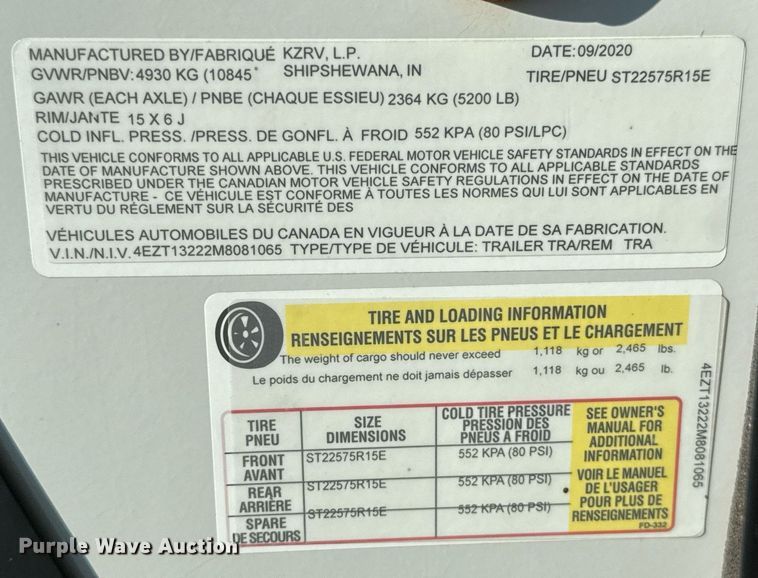 MANUFACTURED BY/FABRIQUÉ KZRV, L.P. DATE: 09/2020
GVWR/PNBV: 4930 KG (10845 SHIPSHEWANA, IN TIRE/PNEU ST22575R15E
GAWR (EACH AXLE) / PNBE (CHAQUE ESSIEU) 2364 KG (5200 LB)
RIM/JANTE 15 X 6 J
COLD INFL. PRESS. /PRESS. DE GONFL. À FROID 552 KPA (80 PSI/LPC)
THIS VEHICLE CONFORMS TO ALL APPLICABLE U.S. FEDERAL MOTOR VEHICLE SAFETY STANDARDS IN EFFECT ON THE
DATE OF MANUFACTURE SHOWN ABOVE. THIS VEHICLE CONFORMS TO ALL APPLICABLE STANDARDS
PRESCRIBED UNDER THE CANADIAN MOTOR VEHICLE SAFETY REGULATIONS IN EFFECT ON THE DATE OF
MANUFACTURE - CE VÉHICULE EST CONFORME À TOUTES LES NORMES QUI LUI SONT APPLICABLES EN
VERTU DU RÉGLEMENT SUR LA SÉCURITÉ DES
VÉHICULES AUTOMOBILES DU CANADA EN VIGUEUR À LA DATE DE SA FABRICATION.
V.I.N./N.I.V. 4EZT13222M8081065 TYPE/TYPE DE VÉHICULE: TRAILER TRA/REM TRA
TIRE AND LOADING INFORMATION
RENSEIGNEMENTS SUR LES PNEUS ET LE CHARGEMENT
The weight of cargo should never exceed 1,118 kg or 2,465 lbs.
Le poids du chargement ne doit jamais dépasser 1,118 kg ou 2,465 lb.
TIRE
PNEU
SIZE
DIMENSIONS
COLD TIRE PRESSURE
PRESSION DES
PNEUS A FROID
FRONT
AVANT
ST22575R15E
552 KPA (80 PSI)
REAR
ARRIÈRE
ST22575R15E
552 KPA (80 PSI)
SPARE
DE SECOURS
ST22575R15E
552 KPA (80 PSI)
SEE OWNER'S
MANUAL FOR
ADDITIONAL
INFORMATION
VOIR LE MANUEL
DE L'USAGER
POUR PLUS DE
RENSEIGNEMENTS
FD-332
4EZT13222M8081065
Purple Wave Auction